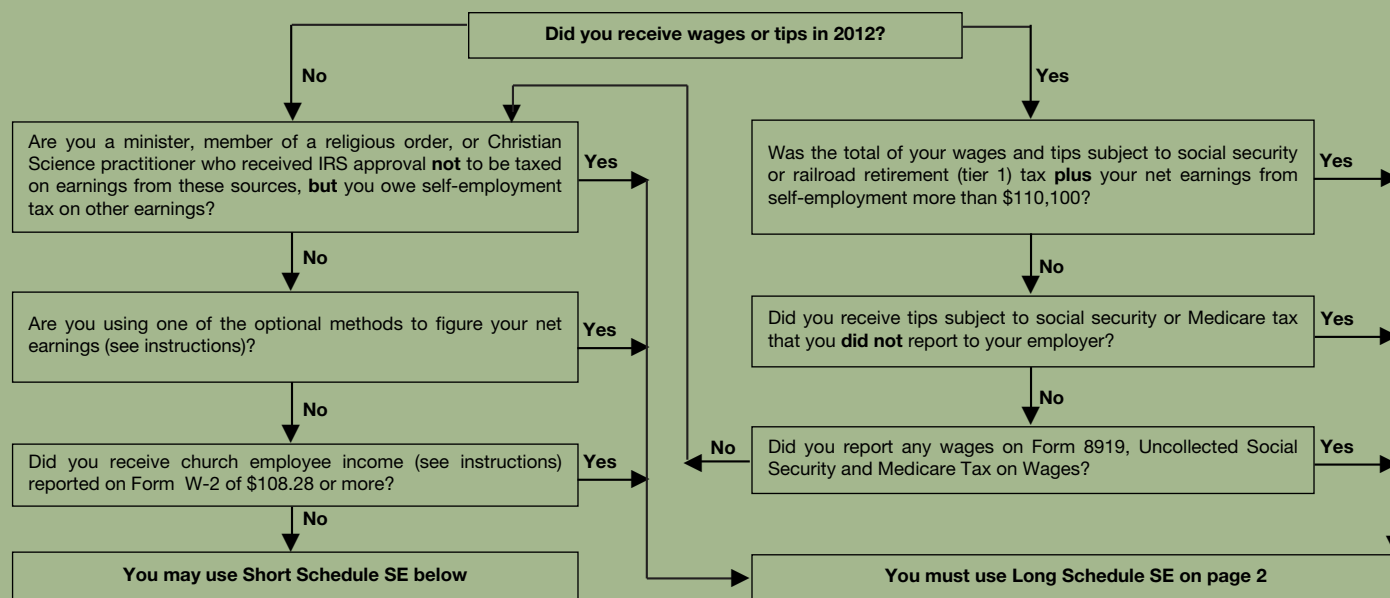 Did you receive wages or tips in 2012?
No
Yes
Are you a minister, member of a religious order, or Christian
Science practitioner who received IRS approval not to be taxed
on earnings from these sources, but you owe self-employment
tax on other earnings?
Yes
Was the total of your wages and tips subject to social security
or railroad retirement (tier 1) tax plus your net earnings from
self-employment more than $110,100?
Yes
No
No
Are you using one of the optional methods to figure your net
earnings (see instructions)?
Yes
Did you receive tips subject to social security or Medicare tax
that you did not report to your employer?
Yes
No
No
Did you receive church employee income (see instructions)
reported on Form W-2 of $108.28 or more?
Yes
No
Did you report any wages on Form 8919, Uncollected Social
Security and Medicare Tax on Wages?
Yes
No
You may use Short Schedule SE below
You must use Long Schedule SE on page 2